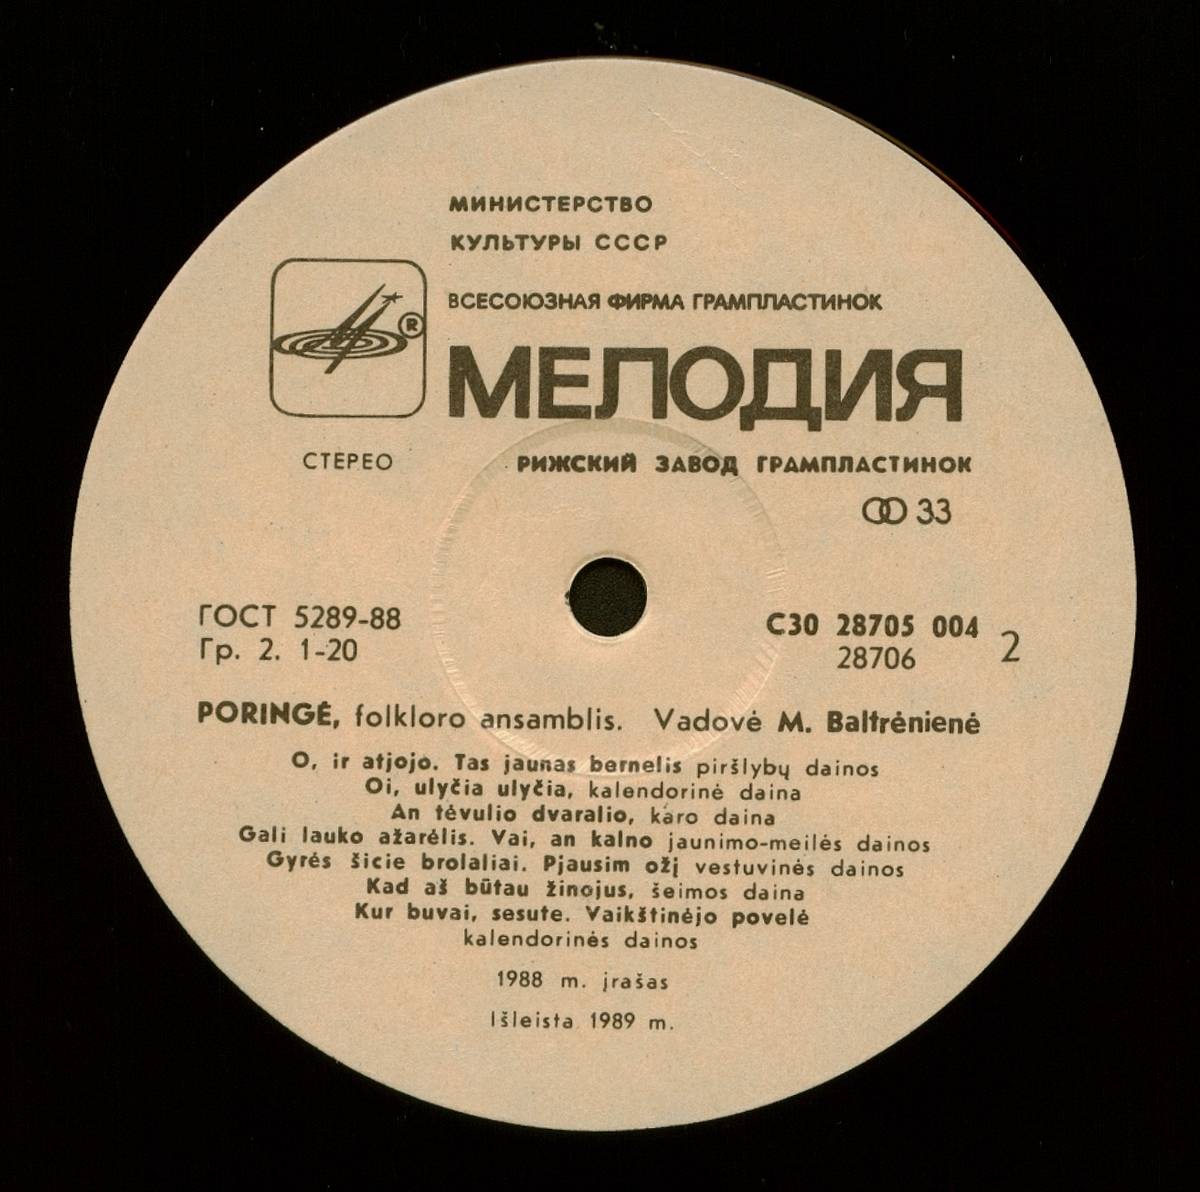 МИНИСТЕРСТВО
КУЛЬТУРЫ СССР
ВСЕСОЮЗНАЯ ФИРМА ГРАМПЛАСТИНОК
®
МЕЛОДИЯ
СТЕРЕО
РИЖСКИЙ ЗАВОД ГРАМПЛАСТИНОК
33
ГОСТ 5289-88
Гр. 2. 1-20
С30 28705 004
28706
2
PORINGĖ, folkloro ansamblis. Vadovė M. Baltrėnienė
O, ir atjojo. Tas jaunas bernelis piršlybų dainos
Oi, ulyčia ulyčia, kalendorinė daina
An tėvulio dvaralio, karo daina
Gali lauko ažarėlis. Vai, an kalno jaunimo-meilės dainos
Gyrės šicie brolaliai. Pjausim ožį vestuvinės dainos
Kad aš būtau žinojus, šeimos daina
Kur buvai, sesute. Vaikštinėjo povelė
kalendorinės dainos
1988 m. įrašas
Išleista 1989 m.